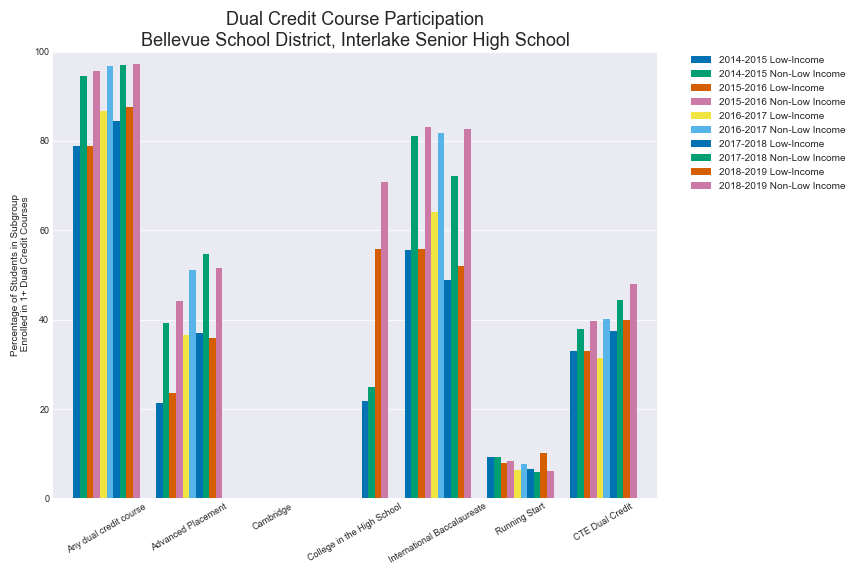 Dual Credit Course Participation
Bellevue School District, Interlake Senior High School
Percentage of Students in Subgroup
Enrolled in 1+ Dual Credit Courses
100
80
60
40
20
0
Any dual credit course
Advanced Placement
Cambridge
College in the High School
International Baccalaureate
Running Start
CTE Dual Credit
2014-2015 Low-Income
2014-2015 Non-Low Income
2015-2016 Low-Income
2015-2016 Non-Low Income
2016-2017 Low-Income
2016-2017 Non-Low Income
2017-2018 Low-Income
2017-2018 Non-Low Income
2018-2019 Low-Income
2018-2019 Non-Low Income